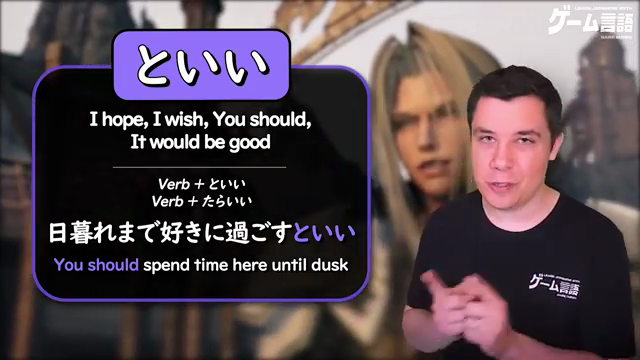 といい
I hope, I wish, You should,
It would be good
Verb + といい
Verb + たらいい
日暮れまで好きに過ごすといい
You should spend time here until dusk
ゲーム言語
ゲーム言語